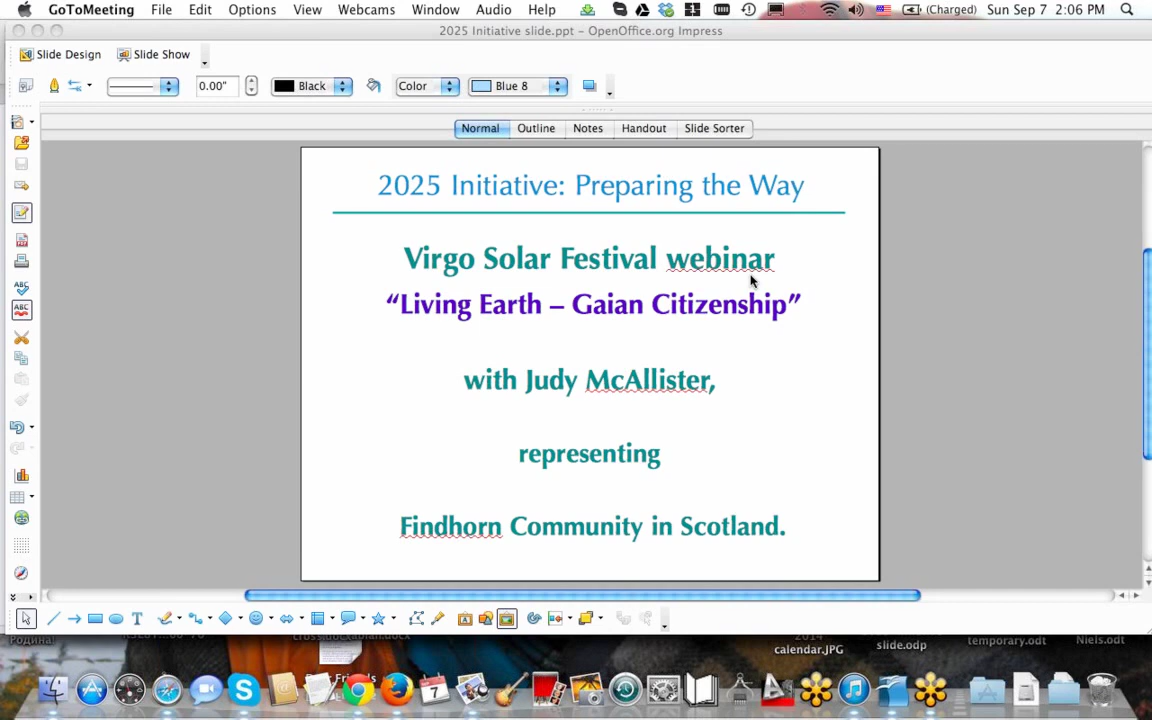 GoToMeeting File Edit Options View Webcams Window Audio Help (Charged) Sun Sep 7 2:06 PM
2025 Initiative slide.ppt – OpenOffice.org Impress
Slide Design Slide Show
0.00" Black Color Blue 8
Normal Outline Notes Handout Slide Sorter
2025 Initiative: Preparing the Way
Virgo Solar Festival webinar
“Living Earth – Gaian Citizenship”
with Judy McAllister,
representing
Findhorn Community in Scotland.
Родина!
2014
calendar.JPG
slide.odp
temporary.odt
Niels.odt